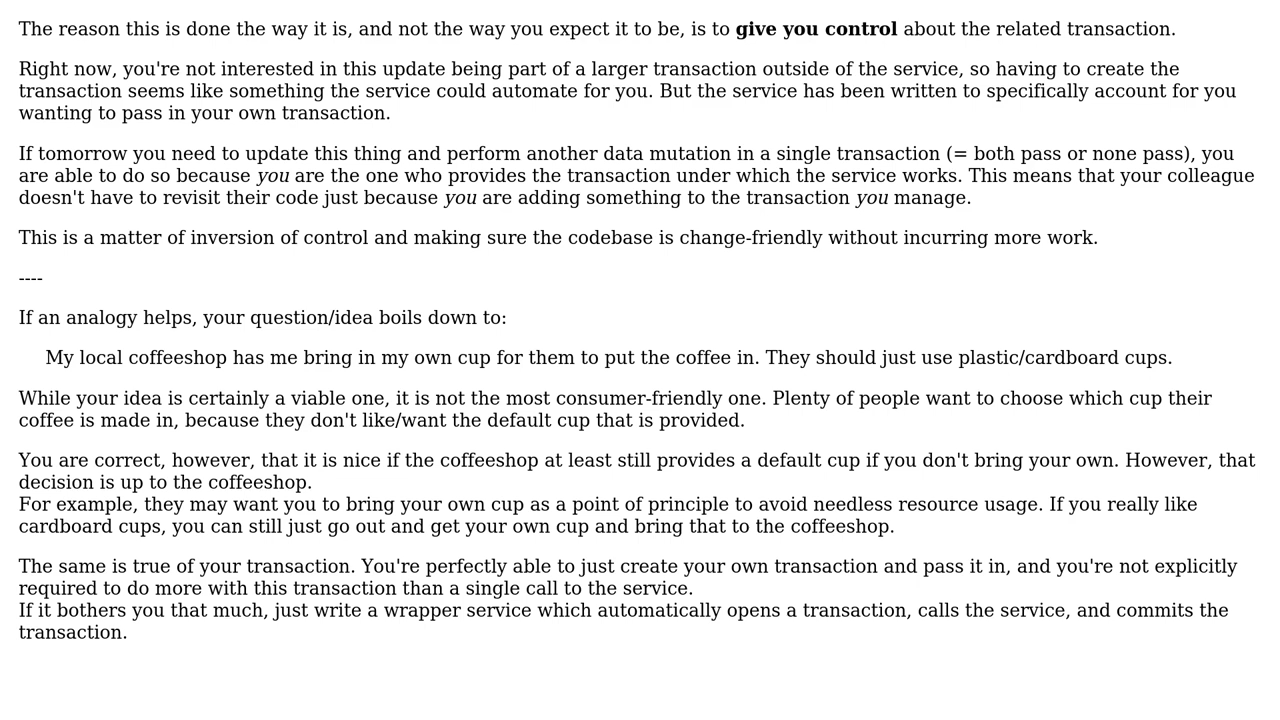 The reason this is done the way it is, and not the way you expect it to be, is to give you control about the related transaction.
Right now, you're not interested in this update being part of a larger transaction outside of the service, so having to create the
transaction seems like something the service could automate for you. But the service has been written to specifically account for you
wanting to pass in your own transaction.
If tomorrow you need to update this thing and perform another data mutation in a single transaction (= both pass or none pass), you
are able to do so because you are the one who provides the transaction under which the service works. This means that your colleague
doesn't have to revisit their code just because you are adding something to the transaction you manage.
This is a matter of inversion of control and making sure the codebase is change-friendly without incurring more work.
----
If an analogy helps, your question/idea boils down to:
My local coffeeshop has me bring in my own cup for them to put the coffee in. They should just use plastic/cardboard cups.
While your idea is certainly a viable one, it is not the most consumer-friendly one. Plenty of people want to choose which cup their
coffee is made in, because they don't like/want the default cup that is provided.
You are correct, however, that it is nice if the coffeeshop at least still provides a default cup if you don't bring your own. However, that
decision is up to the coffeeshop.
For example, they may want you to bring your own cup as a point of principle to avoid needless resource usage. If you really like
cardboard cups, you can still just go out and get your own cup and bring that to the coffeeshop.
The same is true of your transaction. You're perfectly able to just create your own transaction and pass it in, and you're not explicitly
required to do more with this transaction than a single call to the service.
If it bothers you that much, just write a wrapper service which automatically opens a transaction, calls the service, and commits the
transaction.